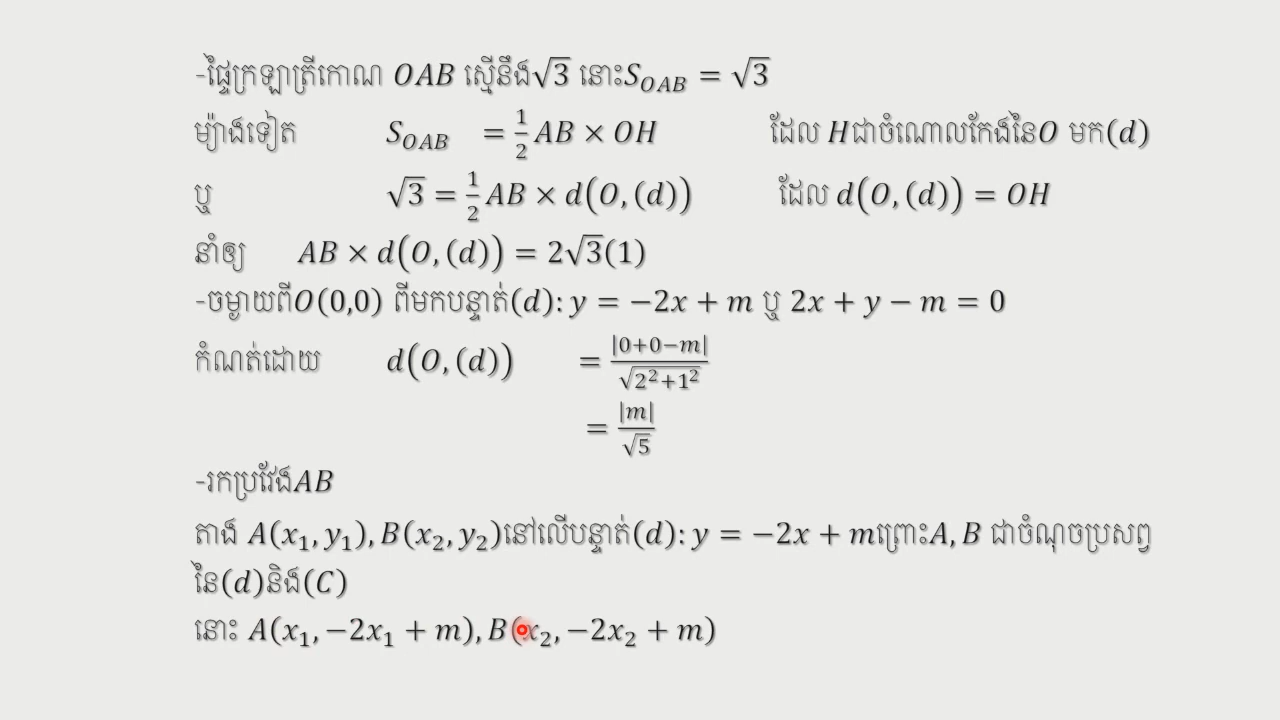 -ផ្ទៃក្រឡាត្រីកោណ OAB ស្មើនឹង√3 នោះS_OAB = √3
ម្យ៉ាងទៀត S_OAB = 1/2 AB × OH ដែល HជាចំណោលកែងនៃO មក(d)
ឬ √3 = 1/2 AB × d(O, (d)) ដែល d(O, (d)) = OH
នាំឲ្យ AB × d(O, (d)) = 2√3(1)
-ចម្ងាយពីO(0,0) ពីមកបន្ទាត់(d): y = −2x + m ឬ 2x + y − m = 0
កំណត់ដោយ d(O, (d)) = |0+0−m|/√(2²+1²)
= |m|/√5
-រកប្រវែងAB
តាង A(x₁, y₁), B(x₂, y₂)នៅលើបន្ទាត់(d): y = −2x + mព្រោះA, B ជាចំណុចប្រសព្វ
នៃ(d)និង(C)
នោះ A(x₁, −2x₁ + m), B(x₂, −2x₂ + m)